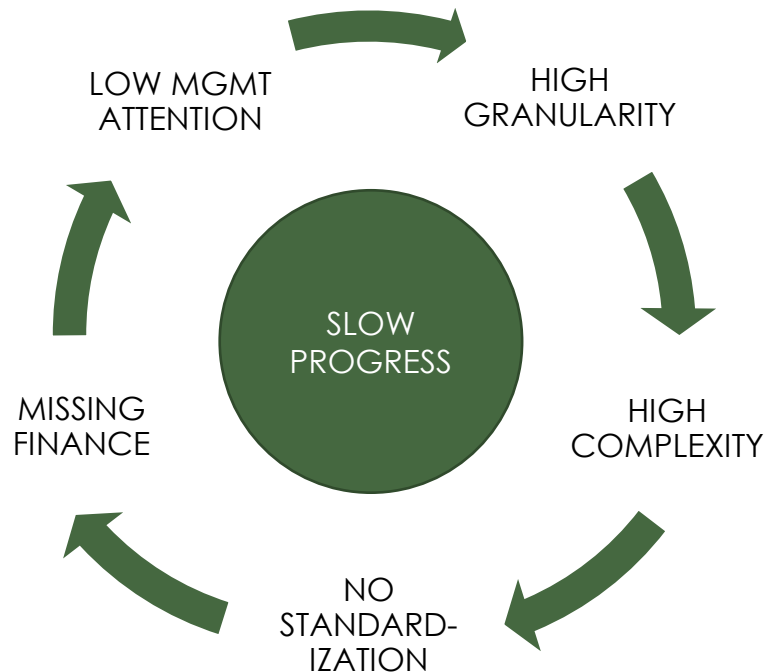 LOW MGMT
ATTENTION
HIGH
GRANULARITY
HIGH
COMPLEXITY
NO
STANDARD-
IZATION
MISSING
FINANCE
SLOW
PROGRESS